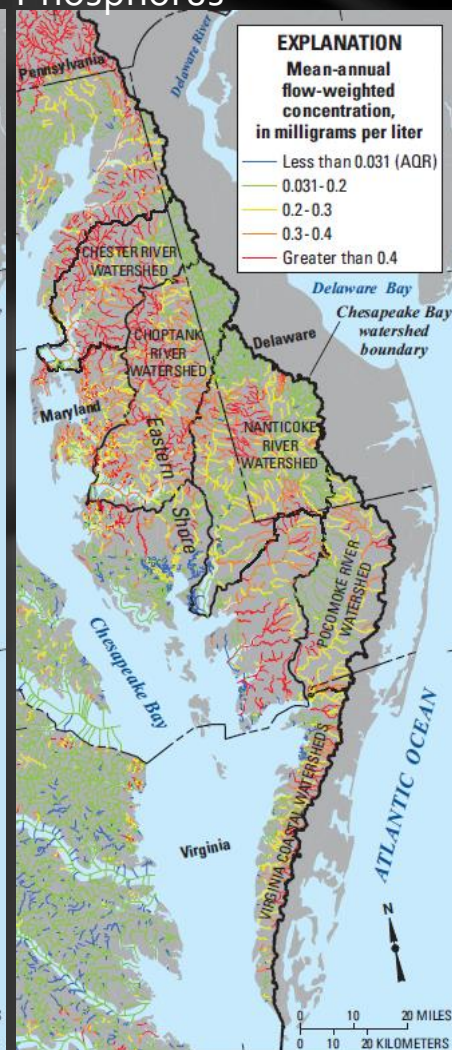 Phosphorus
EXPLANATION
Mean-annual
flow-weighted
concentration,
in milligrams per liter
Less than 0.031 (AQR)
0.031-0.2
0.2-0.3
0.3-0.4
Greater than 0.4
Pennsylvania
Delaware River
CHESTER RIVER
WATERSHED
Delaware Bay
Chesapeake Bay
watershed
boundary
Delaware
CHOPTANK
RIVER
WATERSHED
Maryland
Eastern
Shore
NANTICOKE
RIVER
WATERSHED
POCOMOKE RIVER
WATERSHED
Chesapeake Bay
ATLANTIC OCEAN
VIRGINIA COASTAL WATERSHEDS
Virginia
N
0 10 20 MILES
0 10 20 KILOMETERS